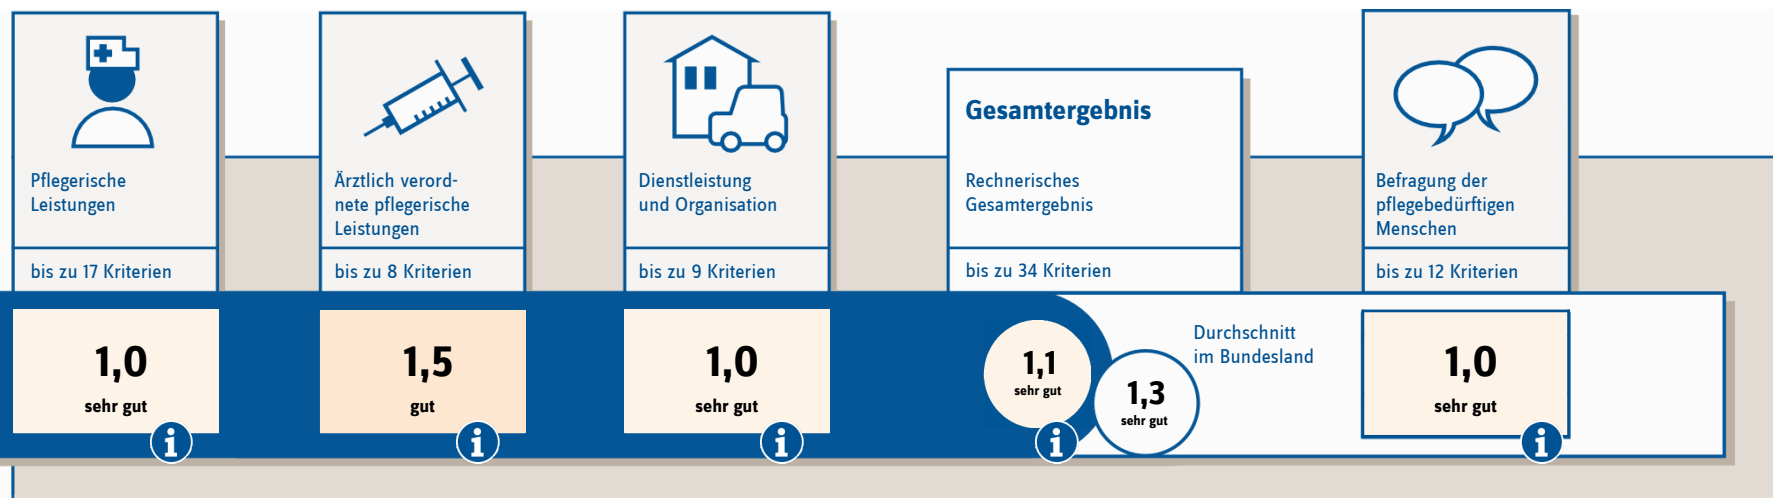 Pflegerische
Leistungen
bis zu 17 Kriterien
1,0
sehr gut
Ärztlich verord-
nete pflegerische
Leistungen
bis zu 8 Kriterien
1,5
gut
Dienstleistung
und Organisation
bis zu 9 Kriterien
1,0
sehr gut
Gesamtergebnis
Rechnerisches
Gesamtergebnis
bis zu 34 Kriterien
1,1
sehr gut
1,3
sehr gut
Durchschnitt
im Bundesland
Befragung der
pflegebedürftigen
Menschen
bis zu 12 Kriterien
1,0
sehr gut